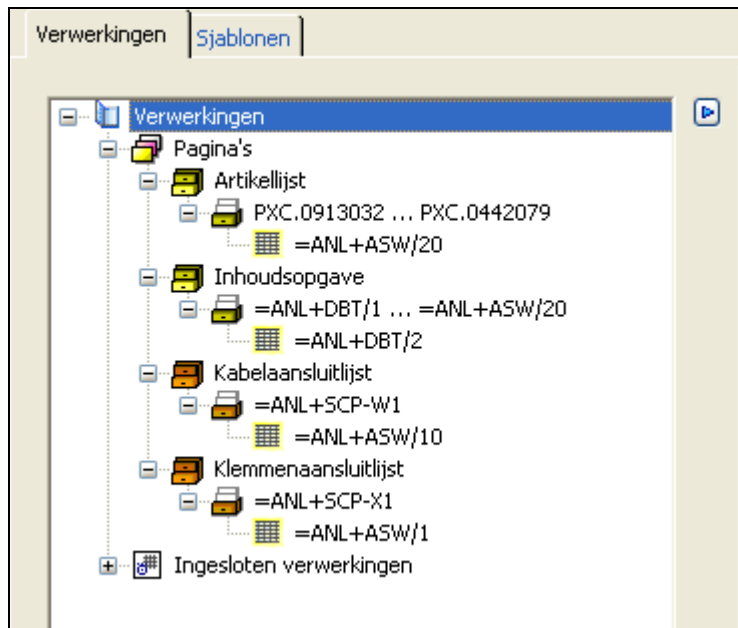 Verwerkingen Sjablonen
Verwerkingen
Pagina's
Artikellijst
PXC.0913032 ... PXC.0442079
=ANL+ASW/20
Inhoudsopgave
=ANL+DBT/1 ... =ANL+ASW/20
=ANL+DBT/2
Kabelaansluitlijst
=ANL+SCP-W1
=ANL+ASW/10
Klemmenaansluitlijst
=ANL+SCP-X1
=ANL+ASW/1
Ingesloten verwerkingen